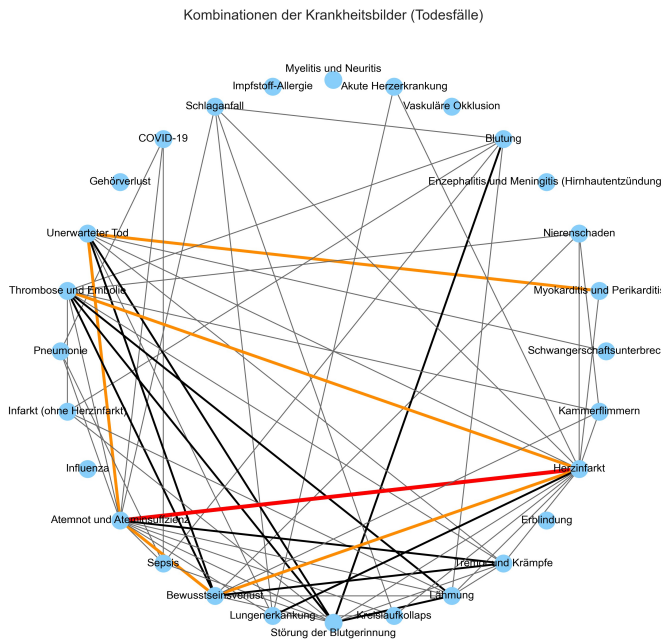 Kombinationen der Krankheitsbilder (Todesfälle)
Myelitis und Neuritis
Impfstoff-Allergie
Akute Herzerkrankung
Schlaganfall
Vaskuläre Okklusion
COVID-19
Blutung
Gehörverlust
Enzephalitis und Meningitis (Hirnhautentzündung
Unerwarteter Tod
Nierenschaden
Thrombose und Embolie
Myokarditis und Perikarditis
Pneumonie
Schwangerschaftsunterbrec
Infarkt (ohne Herzinfarkt)
Kammerflimmern
Influenza
Herzinfarkt
Atemnot und Ateminsuffizienz
Erblindung
Sepsis
Tremor und Krämpfe
Bewusstseinsverlust
Lähmung
Lungenerkankung
Kreislaufkollaps
Störung der Blutgerinnung